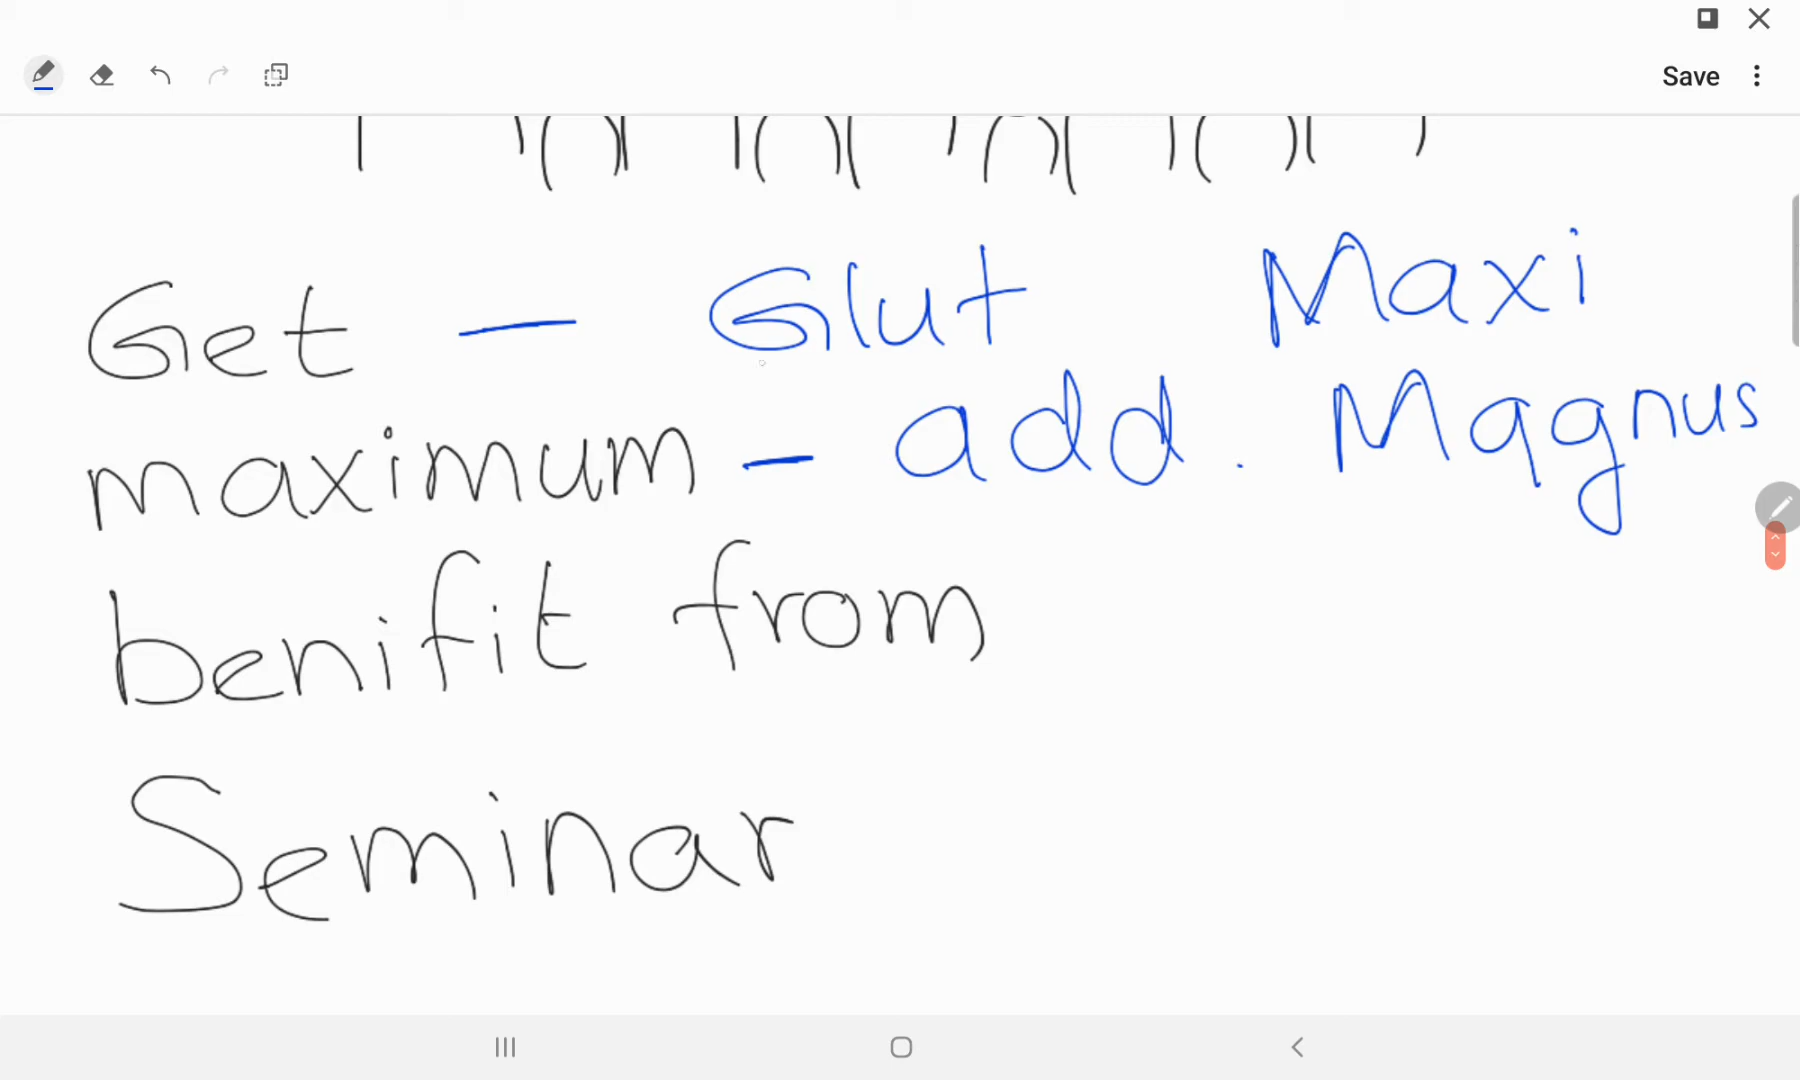 Save
Get — Glut Maxi
maximum - add. Magnus
benifit from
Seminar